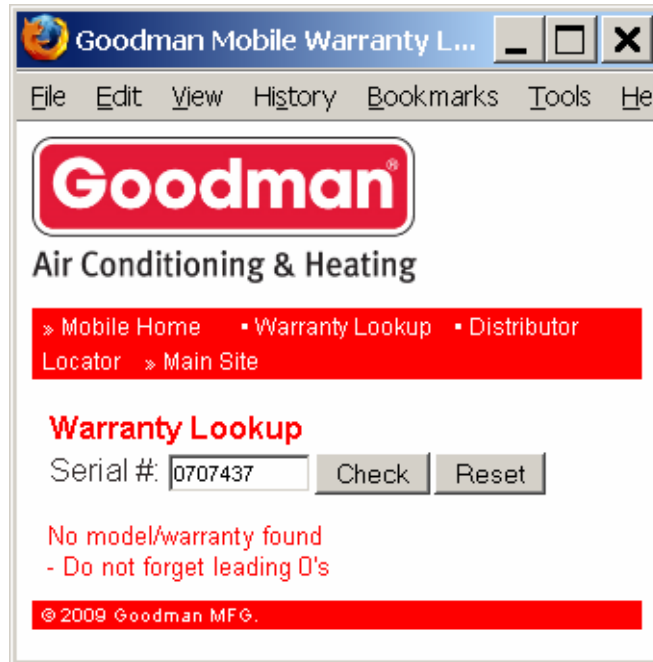 Goodman Mobile Warranty L...
File Edit View History Bookmarks Tools He
Goodman®
Air Conditioning & Heating
» Mobile Home ▪ Warranty Lookup ▪ Distributor
Locator » Main Site
Warranty Lookup
Serial #: 0707437 Check Reset
No model/warranty found
- Do not forget leading 0's
© 2009 Goodman MFG.